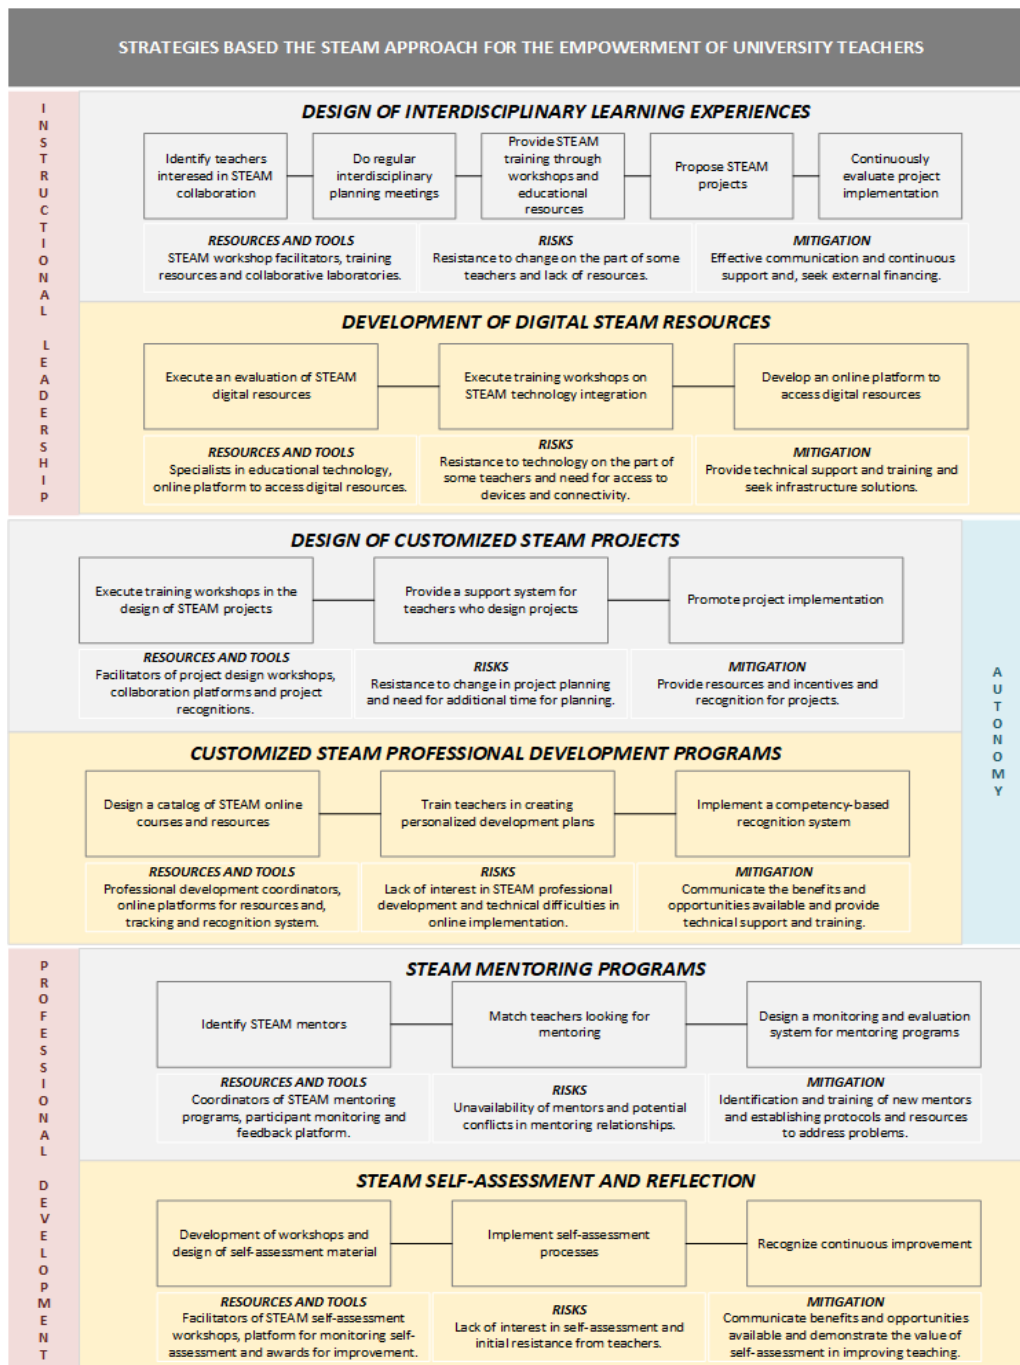 STRATEGIES BASED THE STEAM APPROACH FOR THE EMPOWERMENT OF UNIVERSITY TEACHERS
INSTRUCTIONAL LEADERSHIP
DESIGN OF INTERDISCIPLINARY LEARNING EXPERIENCES
Identify teachers
interesed in STEAM
collaboration
Do regular
interdisciplinary
planning meetings
Provide STEAM
training through
workshops and
educational
resources
Propose STEAM
projects
Continuously
evaluate project
implementation
RESOURCES AND TOOLS
STEAM workshop facilitators, training
resources and collaborative laboratories.
RISKS
Resistance to change on the part of some
teachers and lack of resources.
MITIGATION
Effective communication and continuous
support and, seek external financing.
DEVELOPMENT OF DIGITAL STEAM RESOURCES
Execute an evaluation of STEAM
digital resources
Execute training workshops on
STEAM technology integration
Develop an online platform to
access digital resources
RESOURCES AND TOOLS
Specialists in educational technology,
online platform to access digital resources.
RISKS
Resistance to technology on the part of
some teachers and need for access to
devices and connectivity.
MITIGATION
Provide technical support and training and
seek infrastructure solutions.
AUTONOMY
DESIGN OF CUSTOMIZED STEAM PROJECTS
Execute training workshops in the
design of STEAM projects
Provide a support system for
teachers who design projects
Promote project implementation
RESOURCES AND TOOLS
Facilitators of project design workshops,
collaboration platforms and project
recognitions.
RISKS
Resistance to change in project planning
and need for additional time for planning.
MITIGATION
Provide resources and incentives and
recognition for projects.
CUSTOMIZED STEAM PROFESSIONAL DEVELOPMENT PROGRAMS
Design a catalog of STEAM online
courses and resources
Train teachers in creating
personalized development plans
Implement a competency-based
recognition system
RESOURCES AND TOOLS
Professional development coordinators,
online platforms for resources and,
tracking and recognition system.
RISKS
Lack of interest in STEAM professional
development and technical difficulties in
online implementation.
MITIGATION
Communicate the benefits and
opportunities available and provide
technical support and training.
PROFESSIONAL DEVELOPMENT
STEAM MENTORING PROGRAMS
Identify STEAM mentors
Match teachers looking for
mentoring
Design a monitoring and evaluation
system for mentoring programs
RESOURCES AND TOOLS
Coordinators of STEAM mentoring
programs, participant monitoring and
feedback platform.
RISKS
Unavailability of mentors and potential
conflicts in mentoring relationships.
MITIGATION
Identification and training of new mentors
and establishing protocols and resources
to address problems.
STEAM SELF-ASSESSMENT AND REFLECTION
Development of workshops and
design of self-assessment material
Implement self-assessment
processes
Recognize continuous improvement
RESOURCES AND TOOLS
Facilitators of STEAM self-assessment
workshops, platform for monitoring self-
assessment and awards for improvement.
RISKS
Lack of interest in self-assessment and
initial resistance from teachers.
MITIGATION
Communicate benefits and opportunities
available and demonstrate the value of
self-assessment in improving teaching.